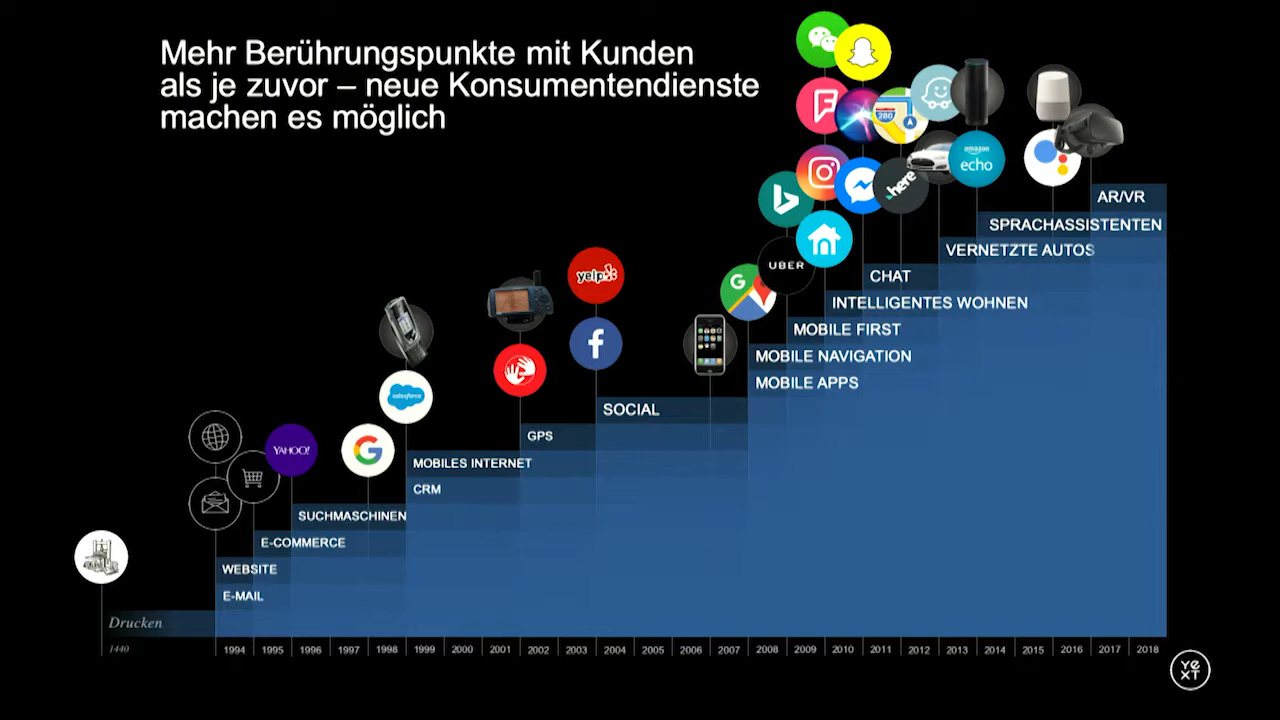 Mehr Berührungspunkte mit Kunden
als je zuvor – neue Konsumentendienste
machen es möglich
280
amazon
echo
here
UBER
yelp
G
f
salesforce
YAHOO!
G
AR/VR
SPRACHASSISTENTEN
VERNETZTE AUTOS
CHAT
INTELLIGENTES WOHNEN
MOBILE FIRST
MOBILE NAVIGATION
MOBILE APPS
SOCIAL
GPS
MOBILES INTERNET
CRM
SUCHMASCHINEN
E-COMMERCE
WEBSITE
E-MAIL
Drucken
1440 1994 1995 1996 1997 1998 1999 2000 2001 2002 2003 2004 2005 2006 2007 2008 2009 2010 2011 2012 2013 2014 2015 2016 2017 2018
YEXT